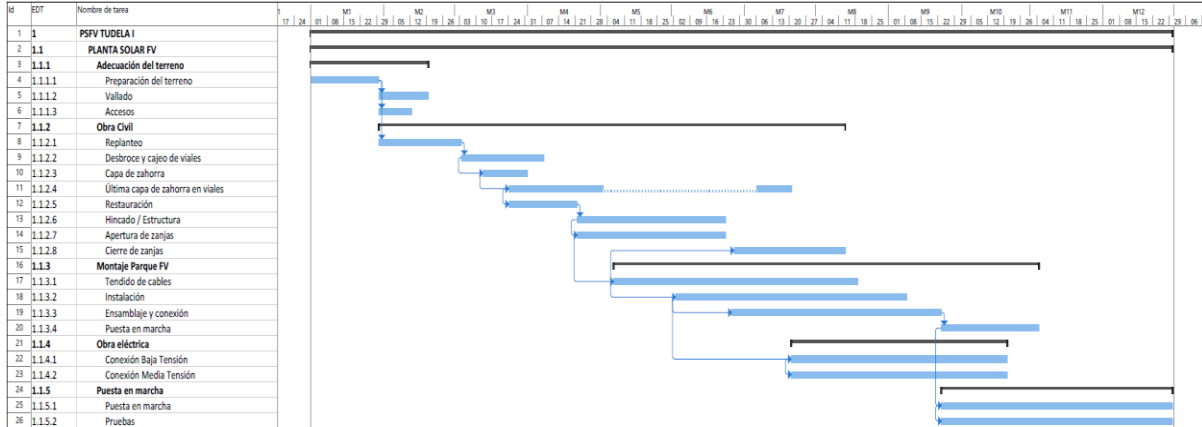 Id EDT Nombre de tarea 1 M1 M2 M3 M4 M5 M6 M7 M8 M9 M10 M11 M12
17 24 01 08 15 22 29 05 12 19 26 03 10 17 24 31 07 14 21 28 04 11 18 25 02 09 16 23 30 06 13 20 27 04 11 18 25 01 08 15 22 29 06 13 20 27 03 10 17 24 01 08 15 22 29 06
1 1 PSFV TUDELA I
2 1.1 PLANTA SOLAR FV
3 1.1.1 Adecuación del terreno
4 1.1.1.1 Preparación del terreno
5 1.1.1.2 Vallado
6 1.1.1.3 Accesos
7 1.1.2 Obra Civil
8 1.1.2.1 Replanteo
9 1.1.2.2 Desbroce y cajeo de viales
10 1.1.2.3 Capa de zahorra
11 1.1.2.4 Última capa de zahorra en viales
12 1.1.2.5 Restauración
13 1.1.2.6 Hincado / Estructura
14 1.1.2.7 Apertura de zanjas
15 1.1.2.8 Cierre de zanjas
16 1.1.3 Montaje Parque FV
17 1.1.3.1 Tendido de cables
18 1.1.3.2 Instalación
19 1.1.3.3 Ensamblaje y conexión
20 1.1.3.4 Puesta en marcha
21 1.1.4 Obra eléctrica
22 1.1.4.1 Conexión Baja Tensión
23 1.1.4.2 Conexión Media Tensión
24 1.1.5 Puesta en marcha
25 1.1.5.1 Puesta en marcha
26 1.1.5.2 Pruebas